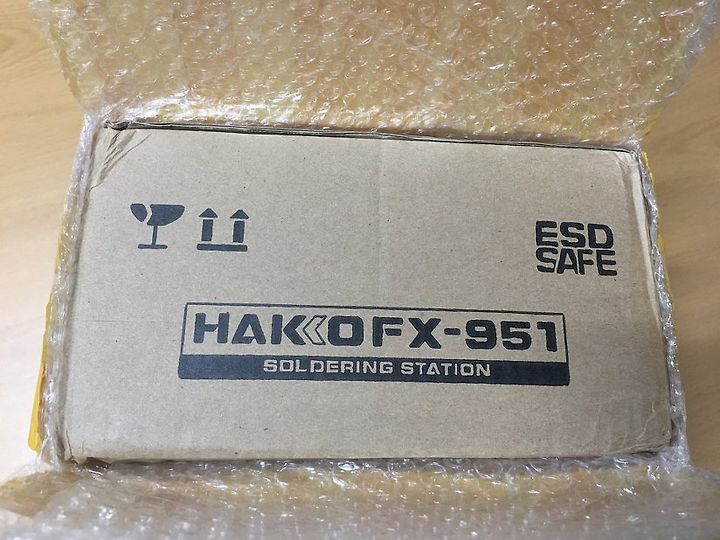 ESD
SAFE
HAKKO FX-951
SOLDERING STATION